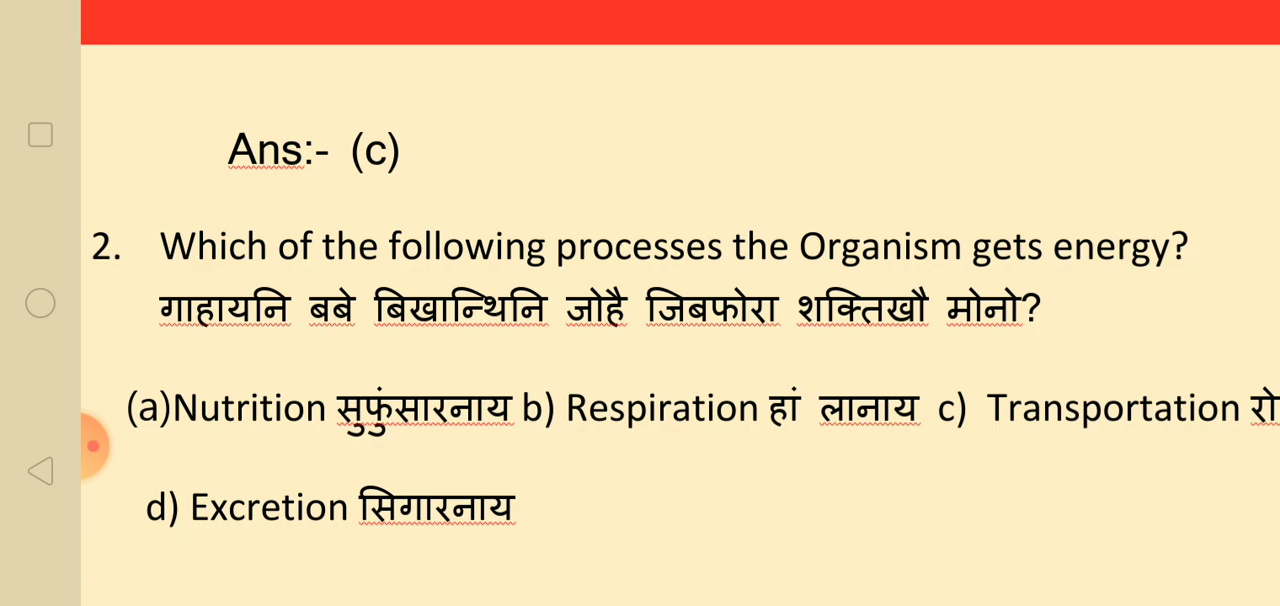 Ans:- (c)
2. Which of the following processes the Organism gets energy?
गाहायनि बबे बिखान्थिनि जोहै जिबफोरा शक्तिखौ मोनो?
(a)Nutrition सुफुंसारनाय b) Respiration हां लानाय c) Transportation रो
d) Excretion सिगारनाय